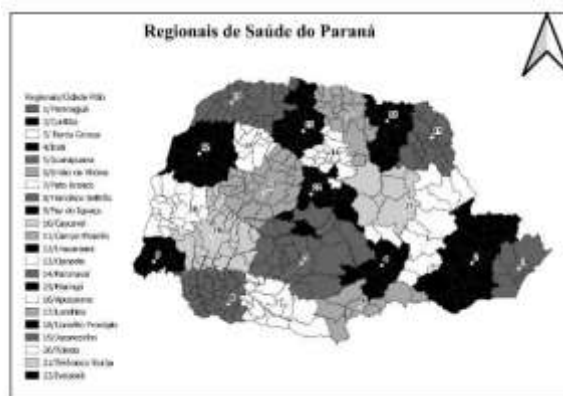 Regionais de Saúde do Paraná
Regionais/Cidade Pólo
1/Paranaguá
2/Curitiba
3/ Ponta Grossa
4/Irati
5/Guarapuava
6/União da Vitória
7/Pato Branco
8/Francisco Beltrão
9/Foz do Iguaçu
10/Cascavel
11/Campo Mourão
12/Umuarama
13/Cianorte
14/Paranavaí
15/Maringá
16/Apucarana
17/Londrina
18/Cornélio Procópio
19/Jacarezinho
20/Toledo
21/Telêmaco Borba
22/Ivaiporã